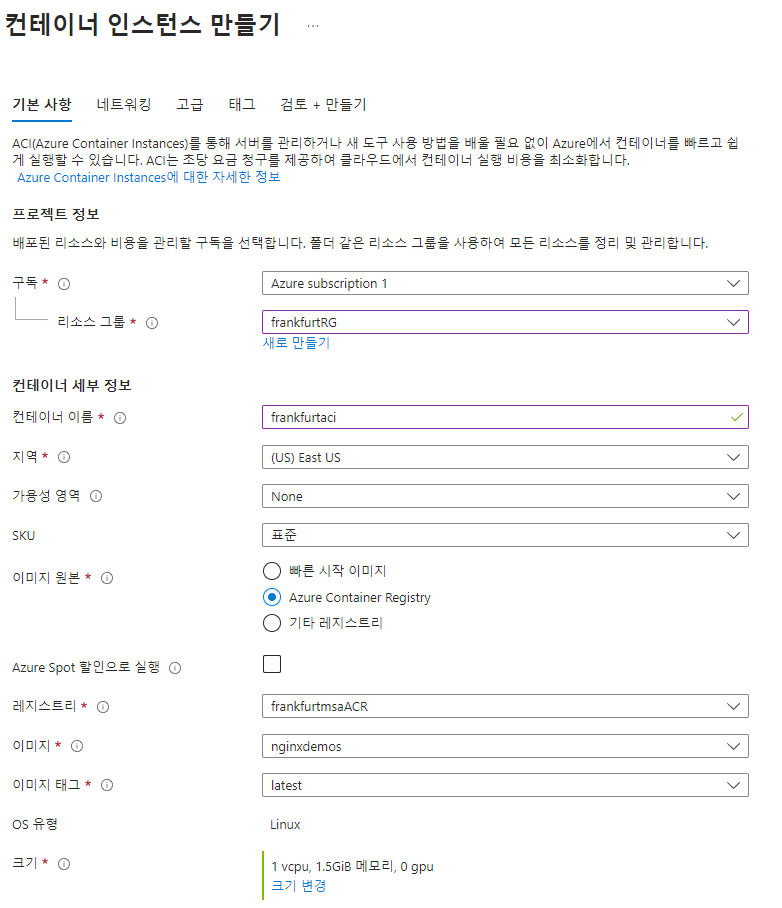 컨테이너 인스턴스 만들기 ...
기본 사항 네트워킹 고급 태그 검토 + 만들기
ACI(Azure Container Instances)를 통해 서버를 관리하거나 새 도구 사용 방법을 배울 필요 없이 Azure에서 컨테이너를 빠르고 쉽
게 실행할 수 있습니다. ACI는 초당 요금 청구를 제공하여 클라우드에서 컨테이너 실행 비용을 최소화합니다.
Azure Container Instances에 대한 자세한 정보
프로젝트 정보
배포된 리소스와 비용을 관리할 구독을 선택합니다. 폴더 같은 리소스 그룹을 사용하여 모든 리소스를 정리 및 관리합니다.
구독 * Azure subscription 1
리소스 그룹 * frankfurtRG
새로 만들기
컨테이너 세부 정보
컨테이너 이름 * frankfurtaci
지역 * (US) East US
가용성 영역 None
SKU 표준
이미지 원본 * 빠른 시작 이미지
Azure Container Registry
기타 레지스트리
Azure Spot 할인으로 실행
레지스트리 * frankfurtmsaACR
이미지 * nginxdemos
이미지 태그 * latest
OS 유형 Linux
크기 * 1 vcpu, 1.5GiB 메모리, 0 gpu
크기 변경